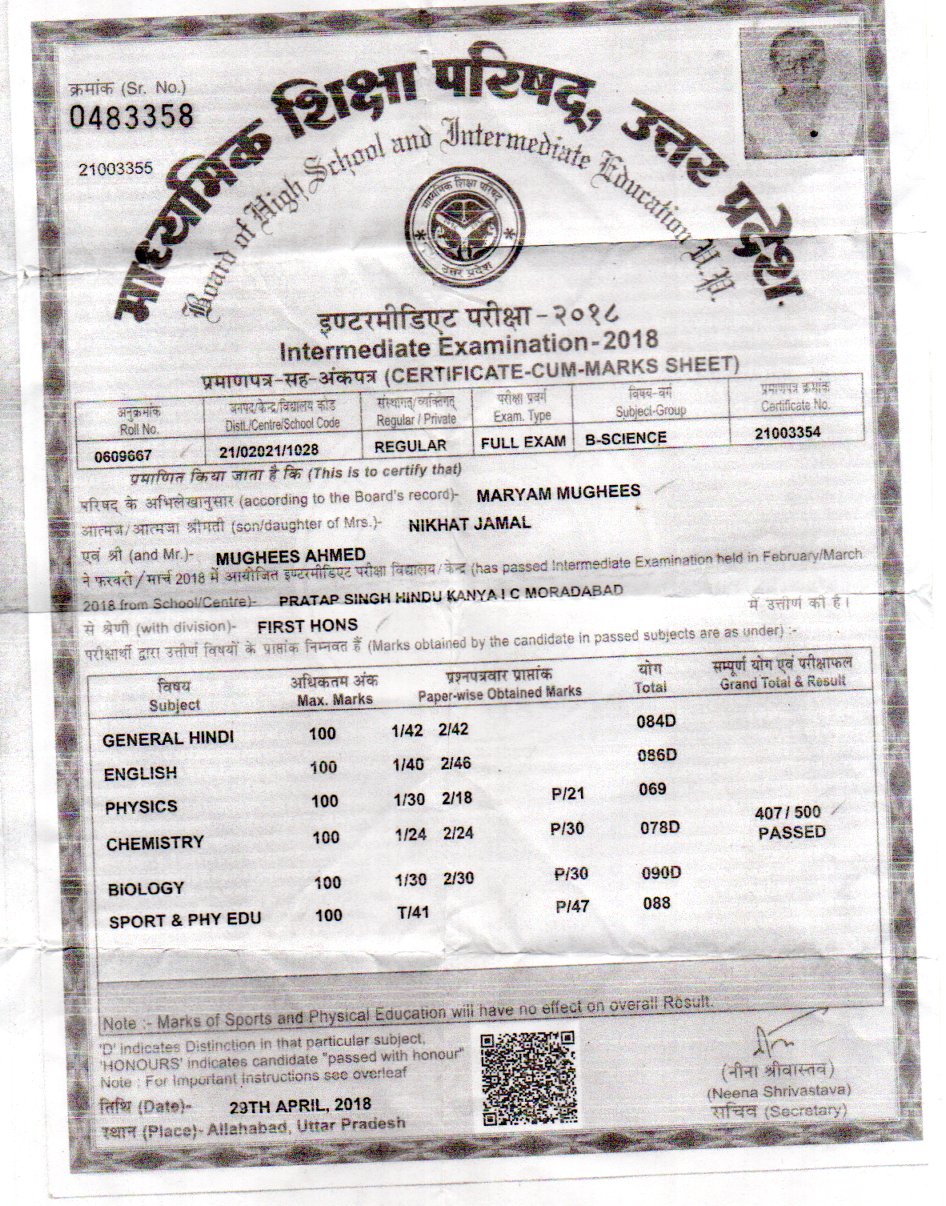 क्रमांक (Sr. No.)
0483358
21003355
माध्यमिक शिक्षा परिषद्, उत्तर प्रदेश
Board of High School and Intermediate Education U.P.
माध्यमिक शिक्षा परिषद्
उत्तर प्रदेश
इण्टरमीडिएट परीक्षा-२०१८
Intermediate Examination-2018
प्रमाणपत्र-सह-अंकपत्र (CERTIFICATE-CUM-MARKS SHEET)
अनुक्रमांक जनपद/केन्द्र/विद्यालय कोड संस्थागत/व्यक्तिगत परीक्षा प्रवर्ग विषय-वर्ग प्रमाणपत्र क्रमांक
Roll No. Distt./Centre/School Code Regular / Private Exam. Type Subject-Group Certificate No.
0609667 21/02021/1028 REGULAR FULL EXAM B-SCIENCE 21003354
प्रमाणित किया जाता है कि (This is to certify that)
परिषद के अभिलेखानुसार (according to the Board's record)- MARYAM MUGHEES
आत्मज/आत्मजा श्रीमती (son/daughter of Mrs.)- NIKHAT JAMAL
एवं श्री (and Mr.)- MUGHEES AHMED
ने फरवरी/मार्च 2018 में आयोजित इण्टरमीडिएट परीक्षा विद्यालय/केन्द्र (has passed Intermediate Examination held in February/March
2018 from School/Centre)- PRATAP SINGH HINDU KANYA I C MORADABAD में उत्तीर्ण की है।
से श्रेणी (with division)- FIRST HONS
परीक्षार्थी द्वारा उत्तीर्ण विषयों के प्राप्तांक निम्नवत हैं (Marks obtained by the candidate in passed subjects are as under) :-
विषय अधिकतम अंक प्रश्नपत्रवार प्राप्तांक योग सम्पूर्ण योग एवं परीक्षाफल
Subject Max. Marks Paper-wise Obtained Marks Total Grand Total & Result
GENERAL HINDI 100 1/42 2/42 084D
ENGLISH 100 1/40 2/46 086D
PHYSICS 100 1/30 2/18 P/21 069
407/500
CHEMISTRY 100 1/24 2/24 P/30 078D PASSED
BIOLOGY 100 1/30 2/30 P/30 090D
SPORT & PHY EDU 100 T/41 P/47 088
Note :- Marks of Sports and Physical Education will have no effect on overall Result.
'D' indicates Distinction in that particular subject,
'HONOURS' indicates candidate "passed with honour"
Note : For Important Instructions see overleaf
तिथि (Date)- 29TH APRIL, 2018
स्थान (Place)- Allahabad, Uttar Pradesh
(नीना श्रीवास्तव)
(Neena Shrivastava)
सचिव (Secretary)